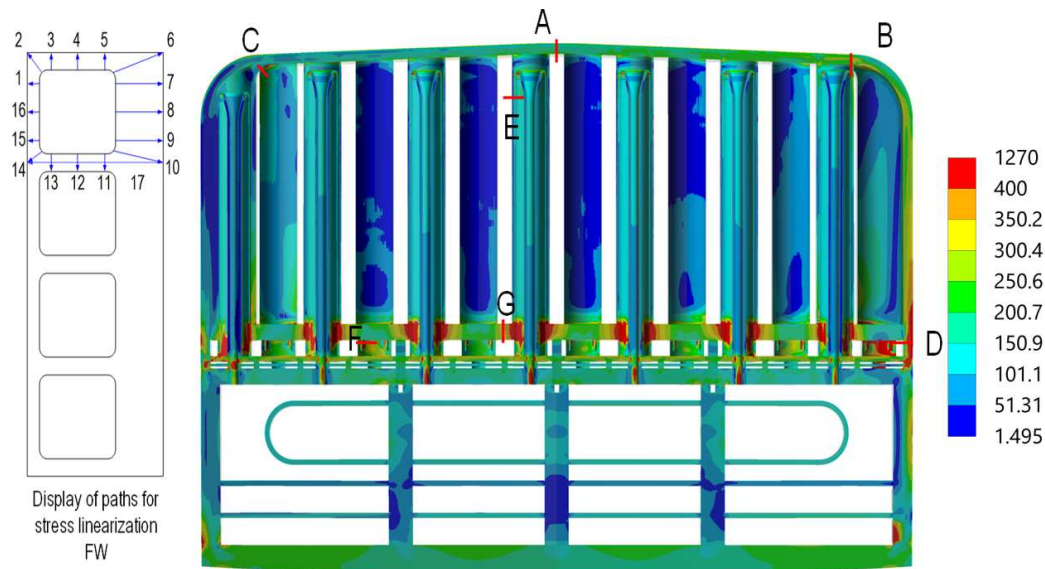 2 3 4 5 6
1 7
16 8
15 9
14 10
13 12 11 17
Display of paths for
stress linearization
FW
A
B
C
E
G
F
D
1270
400
350.2
300.4
250.6
200.7
150.9
101.1
51.31
1.495